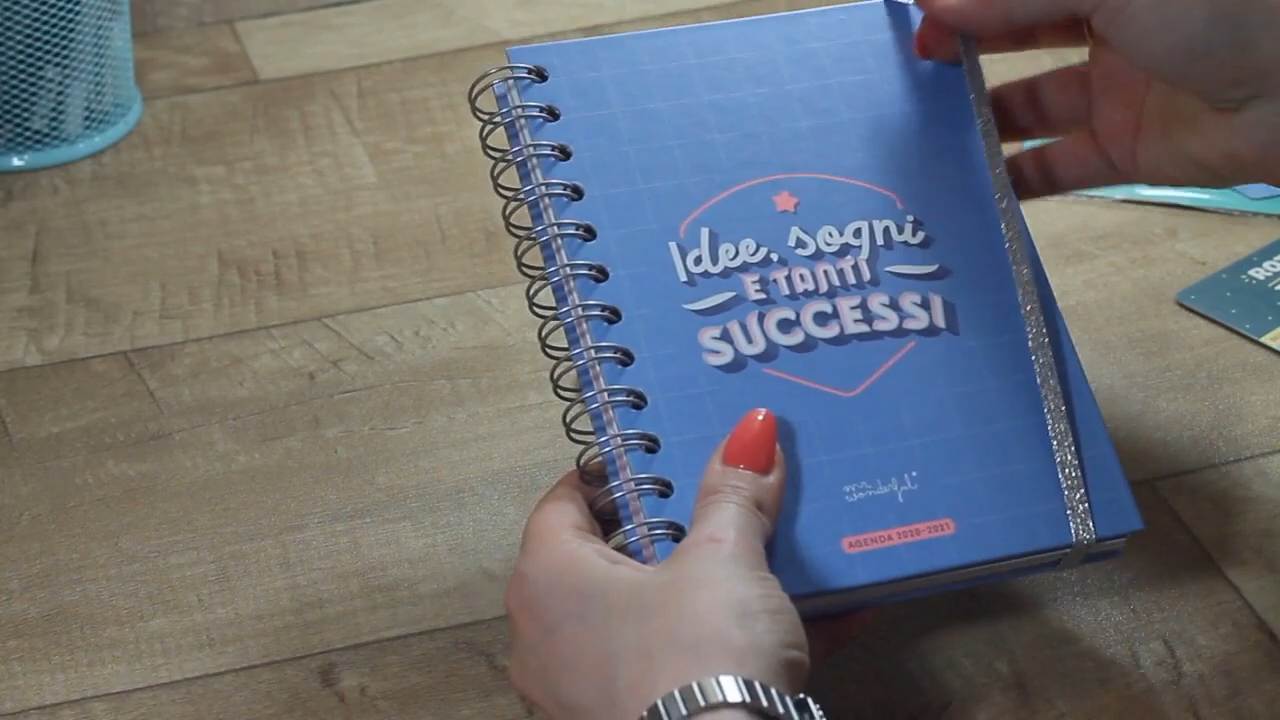 Idee, sogni
E TANTI
SUCCESSI
mr.
wonderful*
AGENDA 2020-2021